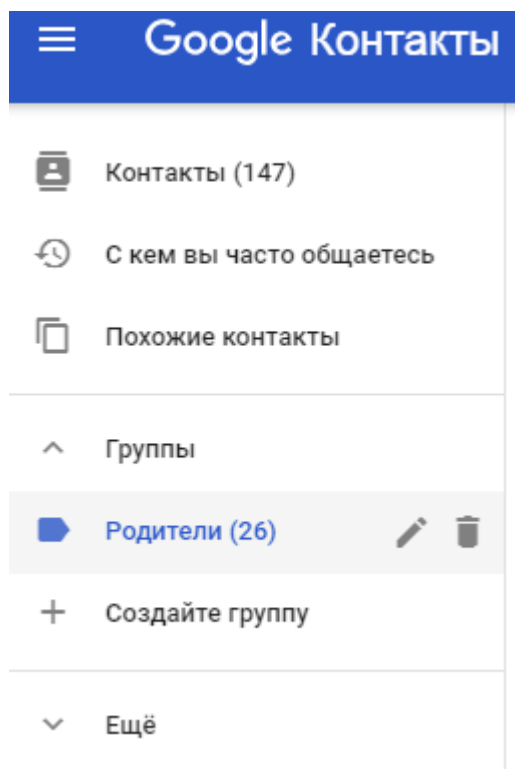 Google Контакты
Контакты (147)
С кем вы часто общаетесь
Похожие контакты
Группы
Родители (26)
Создайте группу
Ещё